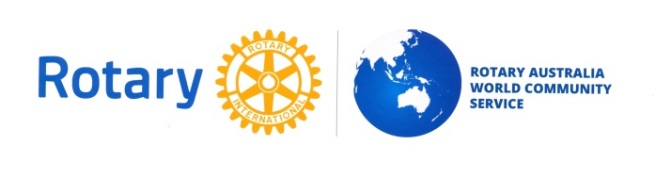 Rotary
ROTARY
INTERNATIONAL
ROTARY AUSTRALIA
WORLD COMMUNITY
SERVICE